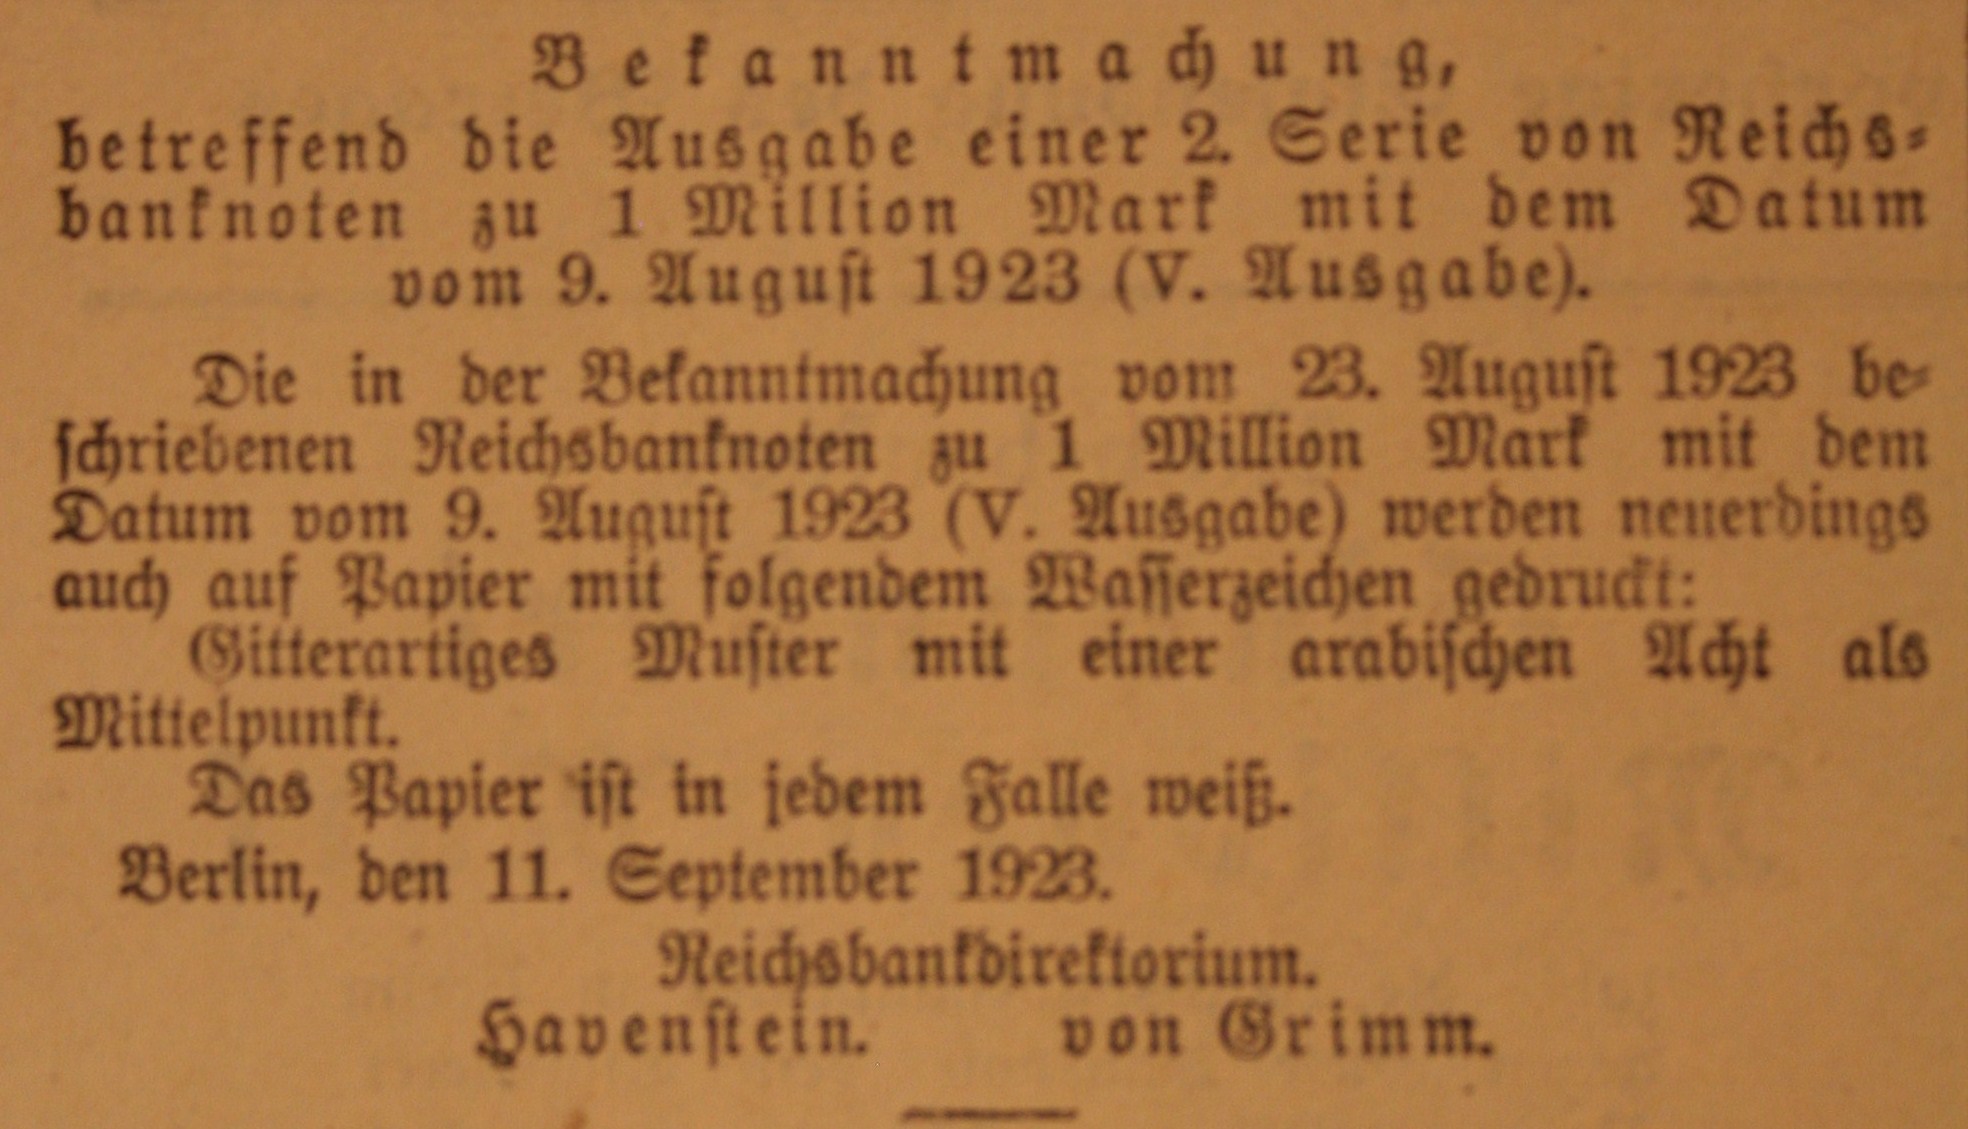 Bekanntmachung,
betreffend die Ausgabe einer 2. Serie von Reichs-
banknoten zu 1 Million Mark mit dem Datum
vom 9. August 1923 (V. Ausgabe).
Die in der Bekanntmachung vom 23. August 1923 be-
schriebenen Reichsbanknoten zu 1 Million Mark mit dem
Datum vom 9. August 1923 (V. Ausgabe) werden neuerdings
auch auf Papier mit folgendem Wasserzeichen gedruckt:
Gitterartiges Muster mit einer arabischen Acht als
Mittelpunkt.
Das Papier ist in jedem Falle weiß.
Berlin, den 11. September 1923.
Reichsbankdirektorium.
Havenstein. von Grimm.